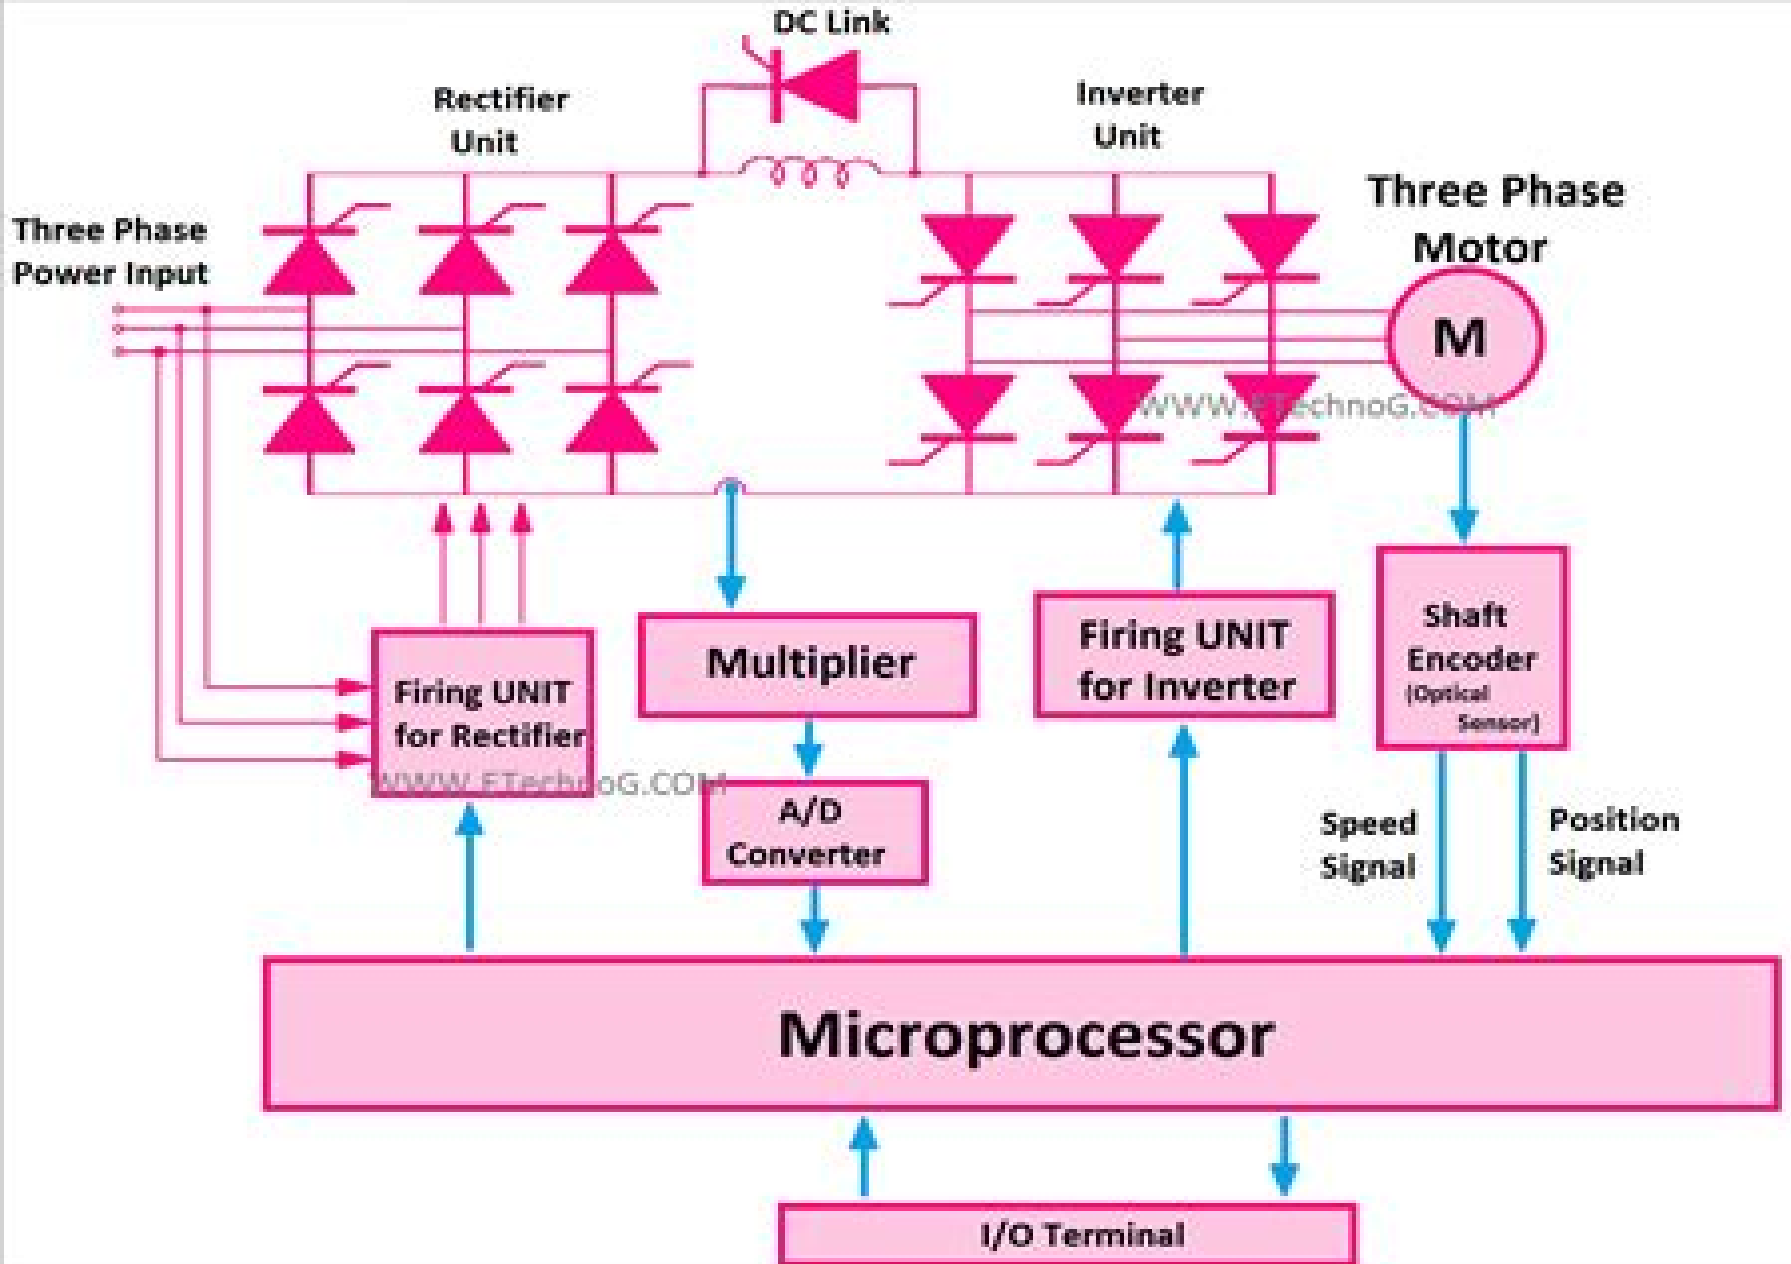 DC Link
Rectifier
Unit
Inverter
Unit
Three Phase
Power Input
Three Phase
Motor
M
WWW.ETechnoG.COM
Firing UNIT
for Rectifier
Multiplier
Firing UNIT
for Inverter
Shaft
Encoder
(Optical
Sensor)
WWW.ETechnoG.COM
A/D
Converter
Speed
Signal
Position
Signal
Microprocessor
I/O Terminal